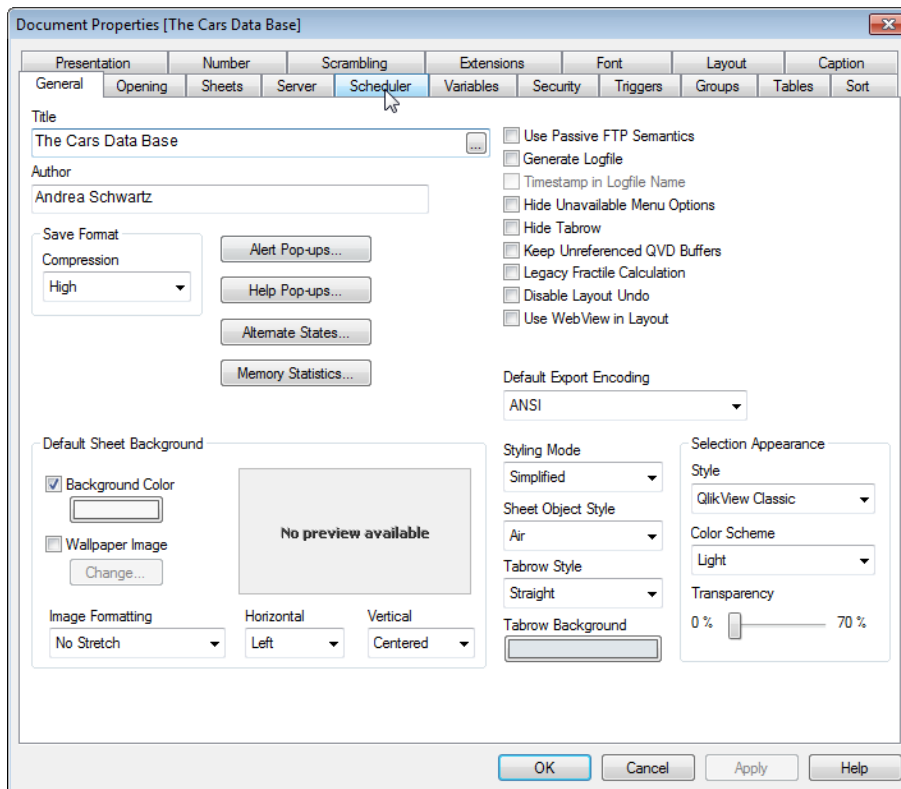 Document Properties [The Cars Data Base]
Presentation Number Scrambling Extensions Font Layout Caption
General Opening Sheets Server Scheduler Variables Security Triggers Groups Tables Sort
Title
The Cars Data Base
...
Author
Andrea Schwartz
Save Format
Compression
High
Alert Pop-ups...
Help Pop-ups...
Alternate States...
Memory Statistics...
Use Passive FTP Semantics
Generate Logfile
Timestamp in Logfile Name
Hide Unavailable Menu Options
Hide Tabrow
Keep Unreferenced QVD Buffers
Legacy Fractile Calculation
Disable Layout Undo
Use WebView in Layout
Default Export Encoding
ANSI
Default Sheet Background
Background Color
Wallpaper Image
Change...
No preview available
Image Formatting
No Stretch
Horizontal
Left
Vertical
Centered
Styling Mode
Simplified
Sheet Object Style
Air
Tabrow Style
Straight
Tabrow Background
Selection Appearance
Style
QlikView Classic
Color Scheme
Light
Transparency
0 % 70 %
OK Cancel Apply Help